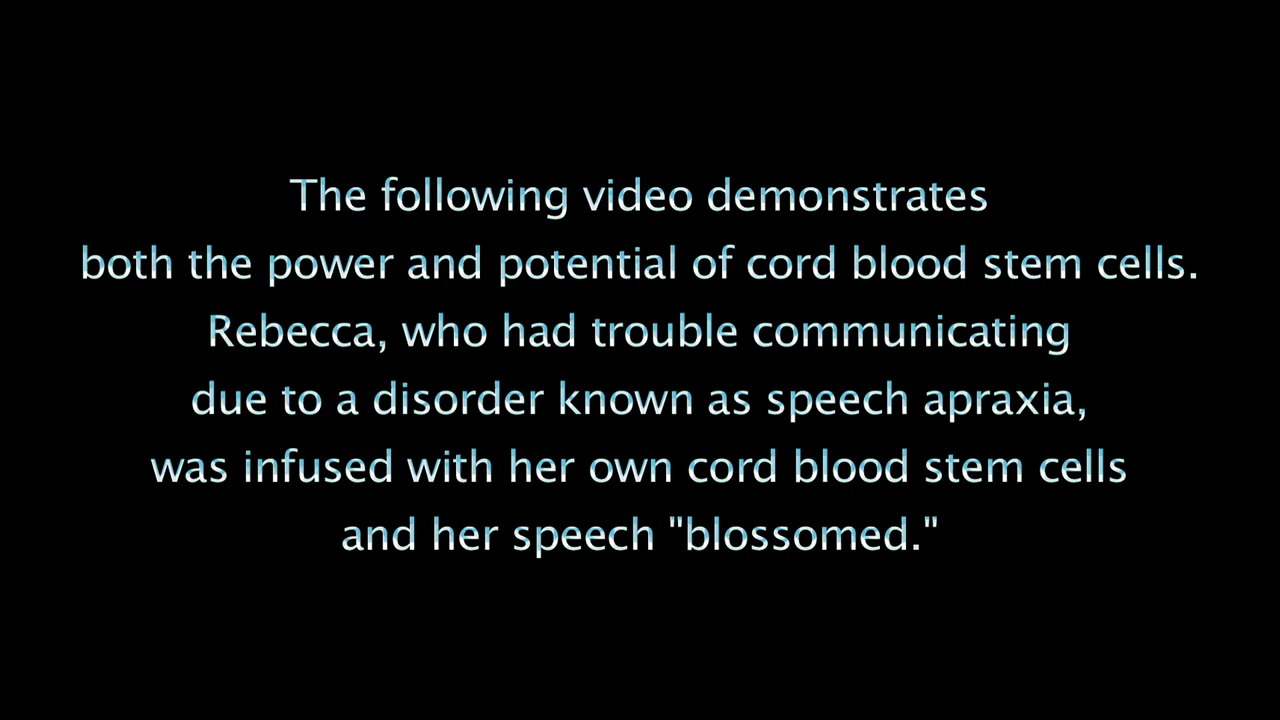 The following video demonstrates
both the power and potential of cord blood stem cells.
Rebecca, who had trouble communicating
due to a disorder known as speech apraxia,
was infused with her own cord blood stem cells
and her speech "blossomed."